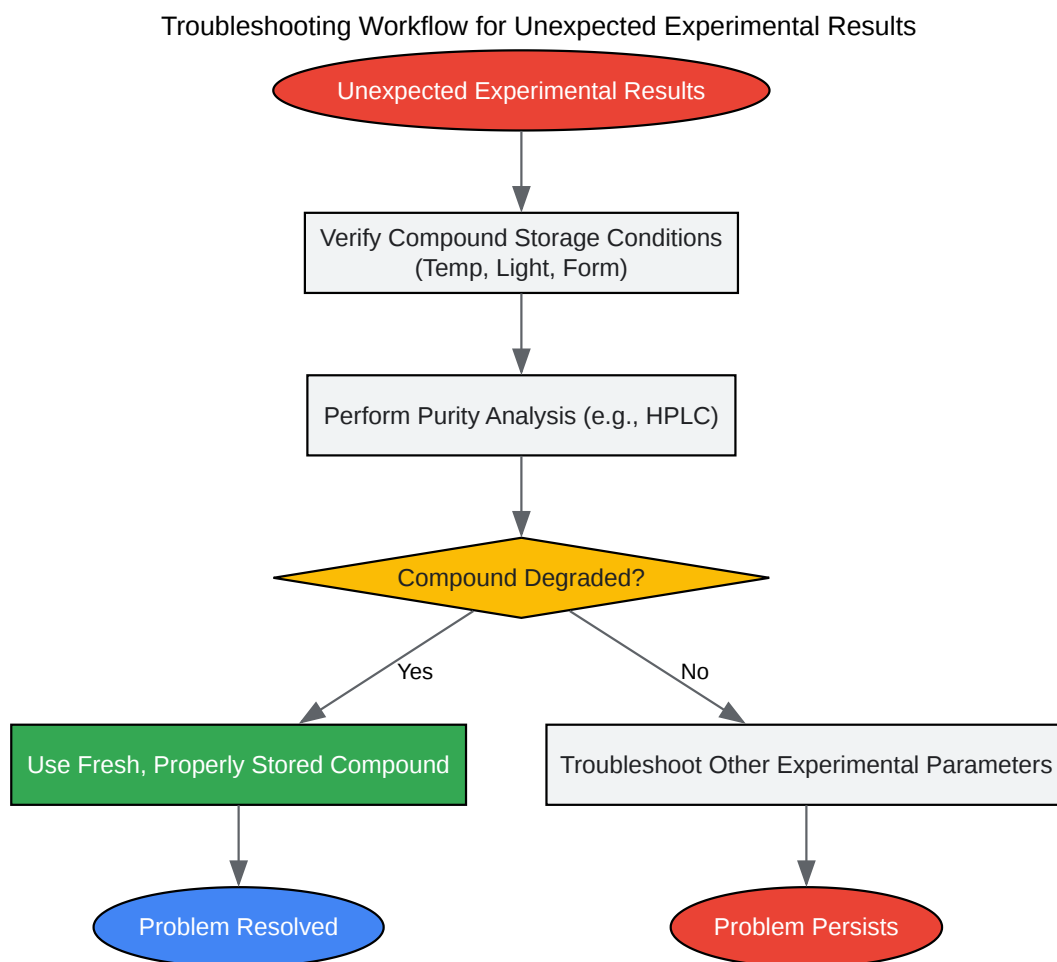 Troubleshooting Workflow for Unexpected Experimental Results
Unexpected Experimental Results
Verify Compound Storage Conditions
(Temp, Light, Form)
Perform Purity Analysis (e.g., HPLC)
Compound Degraded?
Yes
No
Use Fresh, Properly Stored Compound
Troubleshoot Other Experimental Parameters
Problem Resolved
Problem Persists